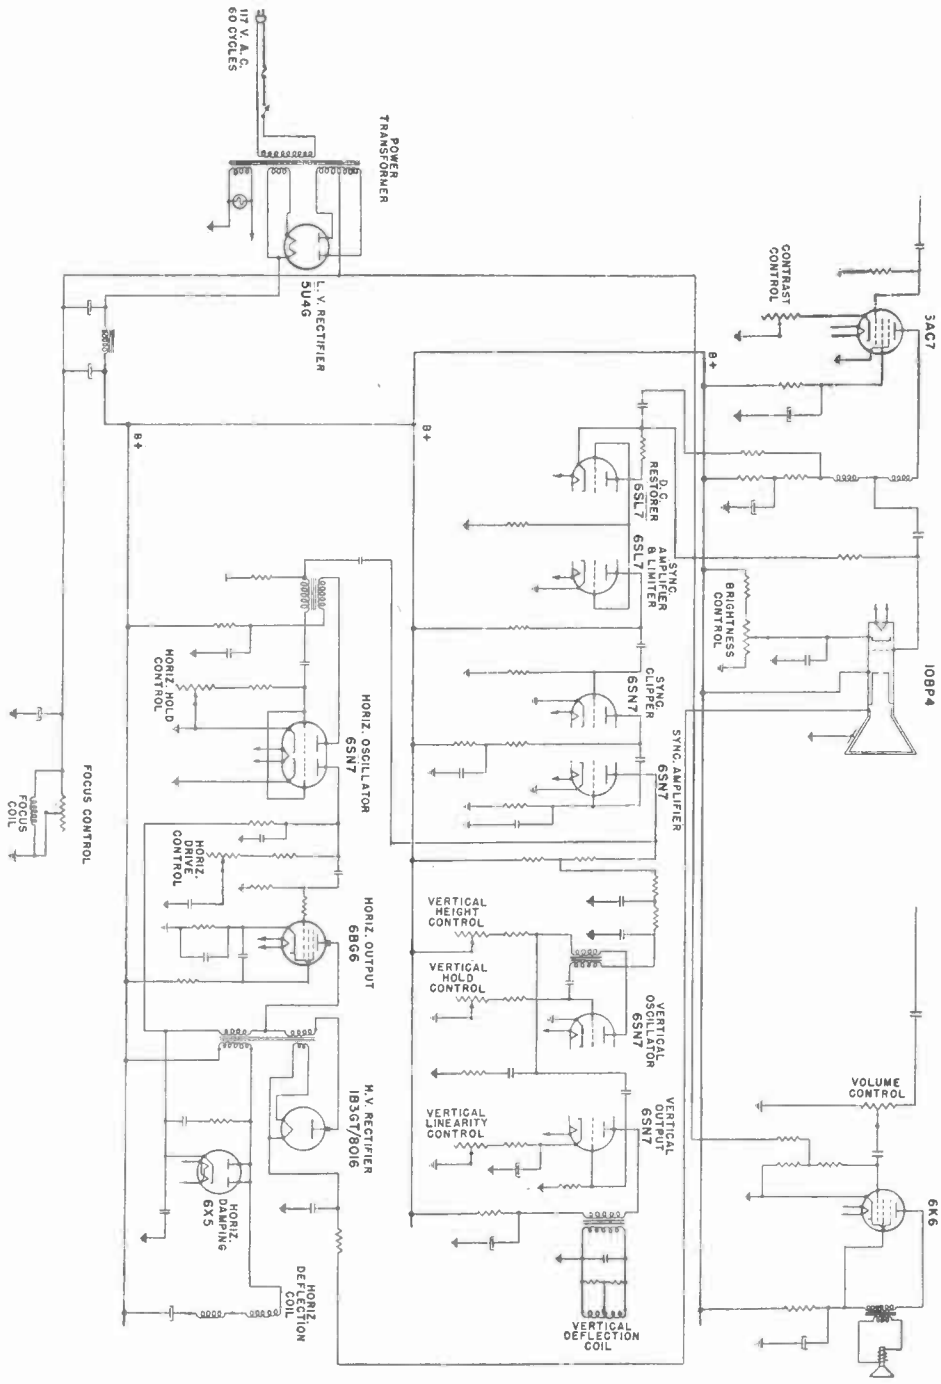 117 V. A.C.
60 CYCLES
POWER
TRANSFORMER
L. V. RECTIFIER
5U4G
CONTRAST
CONTROL
B+
B+
B+
D.C.
RESTORER
6SL7
SYNC.
AMPLIFIER
& LIMITER
6SL7
BRIGHTNESS
CONTROL
10BP4
SYNC.
CLIPPER
6SN7
SYNC. AMPLIFIER
6SN7
HORIZ. HOLD
CONTROL
HORIZ. OSCILLATOR
6SN7
FOCUS CONTROL
FOCUS
COIL
HORIZ.
DRIVE
CONTROL
HORIZ. OUTPUT
6BG6
VERTICAL
HEIGHT
CONTROL
VERTICAL
HOLD
CONTROL
VERTICAL
OSCILLATOR
6SN7
VERTICAL
LINEARITY
CONTROL
VERTICAL
OUTPUT
6SN7
VOLUME
CONTROL
6K6
H.V. RECTIFIER
1B3GT/8016
HORIZ.
DAMPING
6X5
HORIZ
DEFLECTION
COIL
VERTICAL
DEFLECTION
COIL